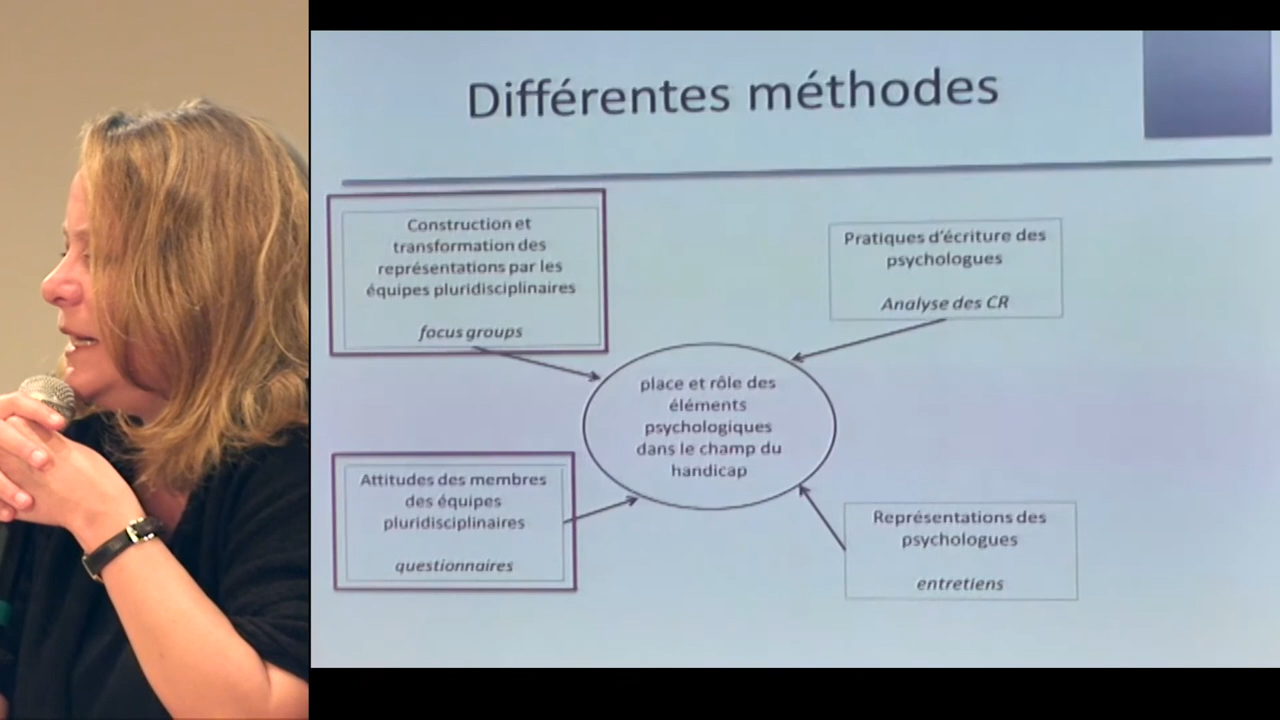 Différentes méthodes
Construction et
transformation des
représentations par les
équipes pluridisciplinaires
focus groups
Pratiques d'écriture des
psychologues
Analyse des CR
place et rôle des
éléments
psychologiques
dans le champ du
handicap
Attitudes des membres
des équipes
pluridisciplinaires
questionnaires
Représentations des
psychologues
entretiens